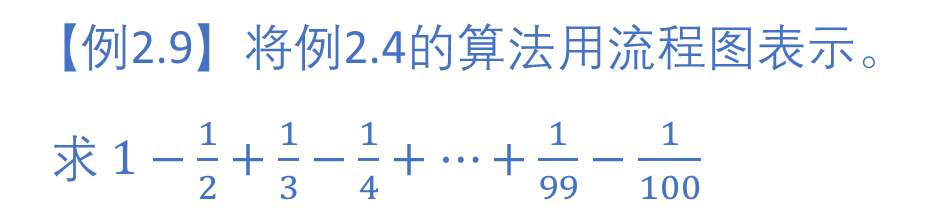 【例2.9】将例2.4的算法用流程图表示。
求 1 − 1/2 + 1/3 − 1/4 + ⋯ + 1/99 − 1/100